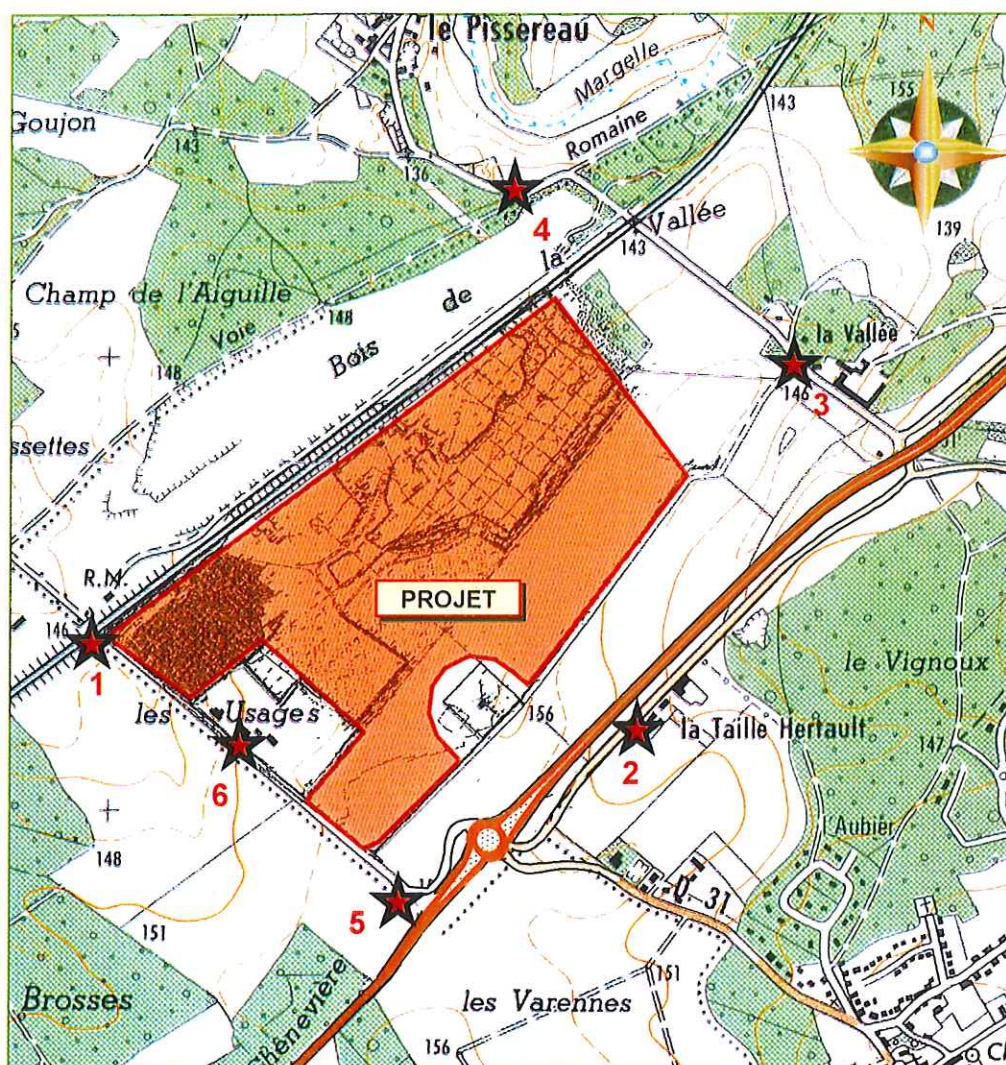 le Pissereau
Margelle
155
143
Goujon
143
Romaine
136
4
Vallée
143
139
la
de
Champ de l'Aiguille
148
Voie
Bois
la Vallée
148
146
3
ssettes
R.M.
PROJET
146
1
le Vignoux
les Usages
156
la Taille Hertault
147
6
2
l'Aubier
148
D 31
5
151
151
Brosses
les Varennes
Chénevière
156